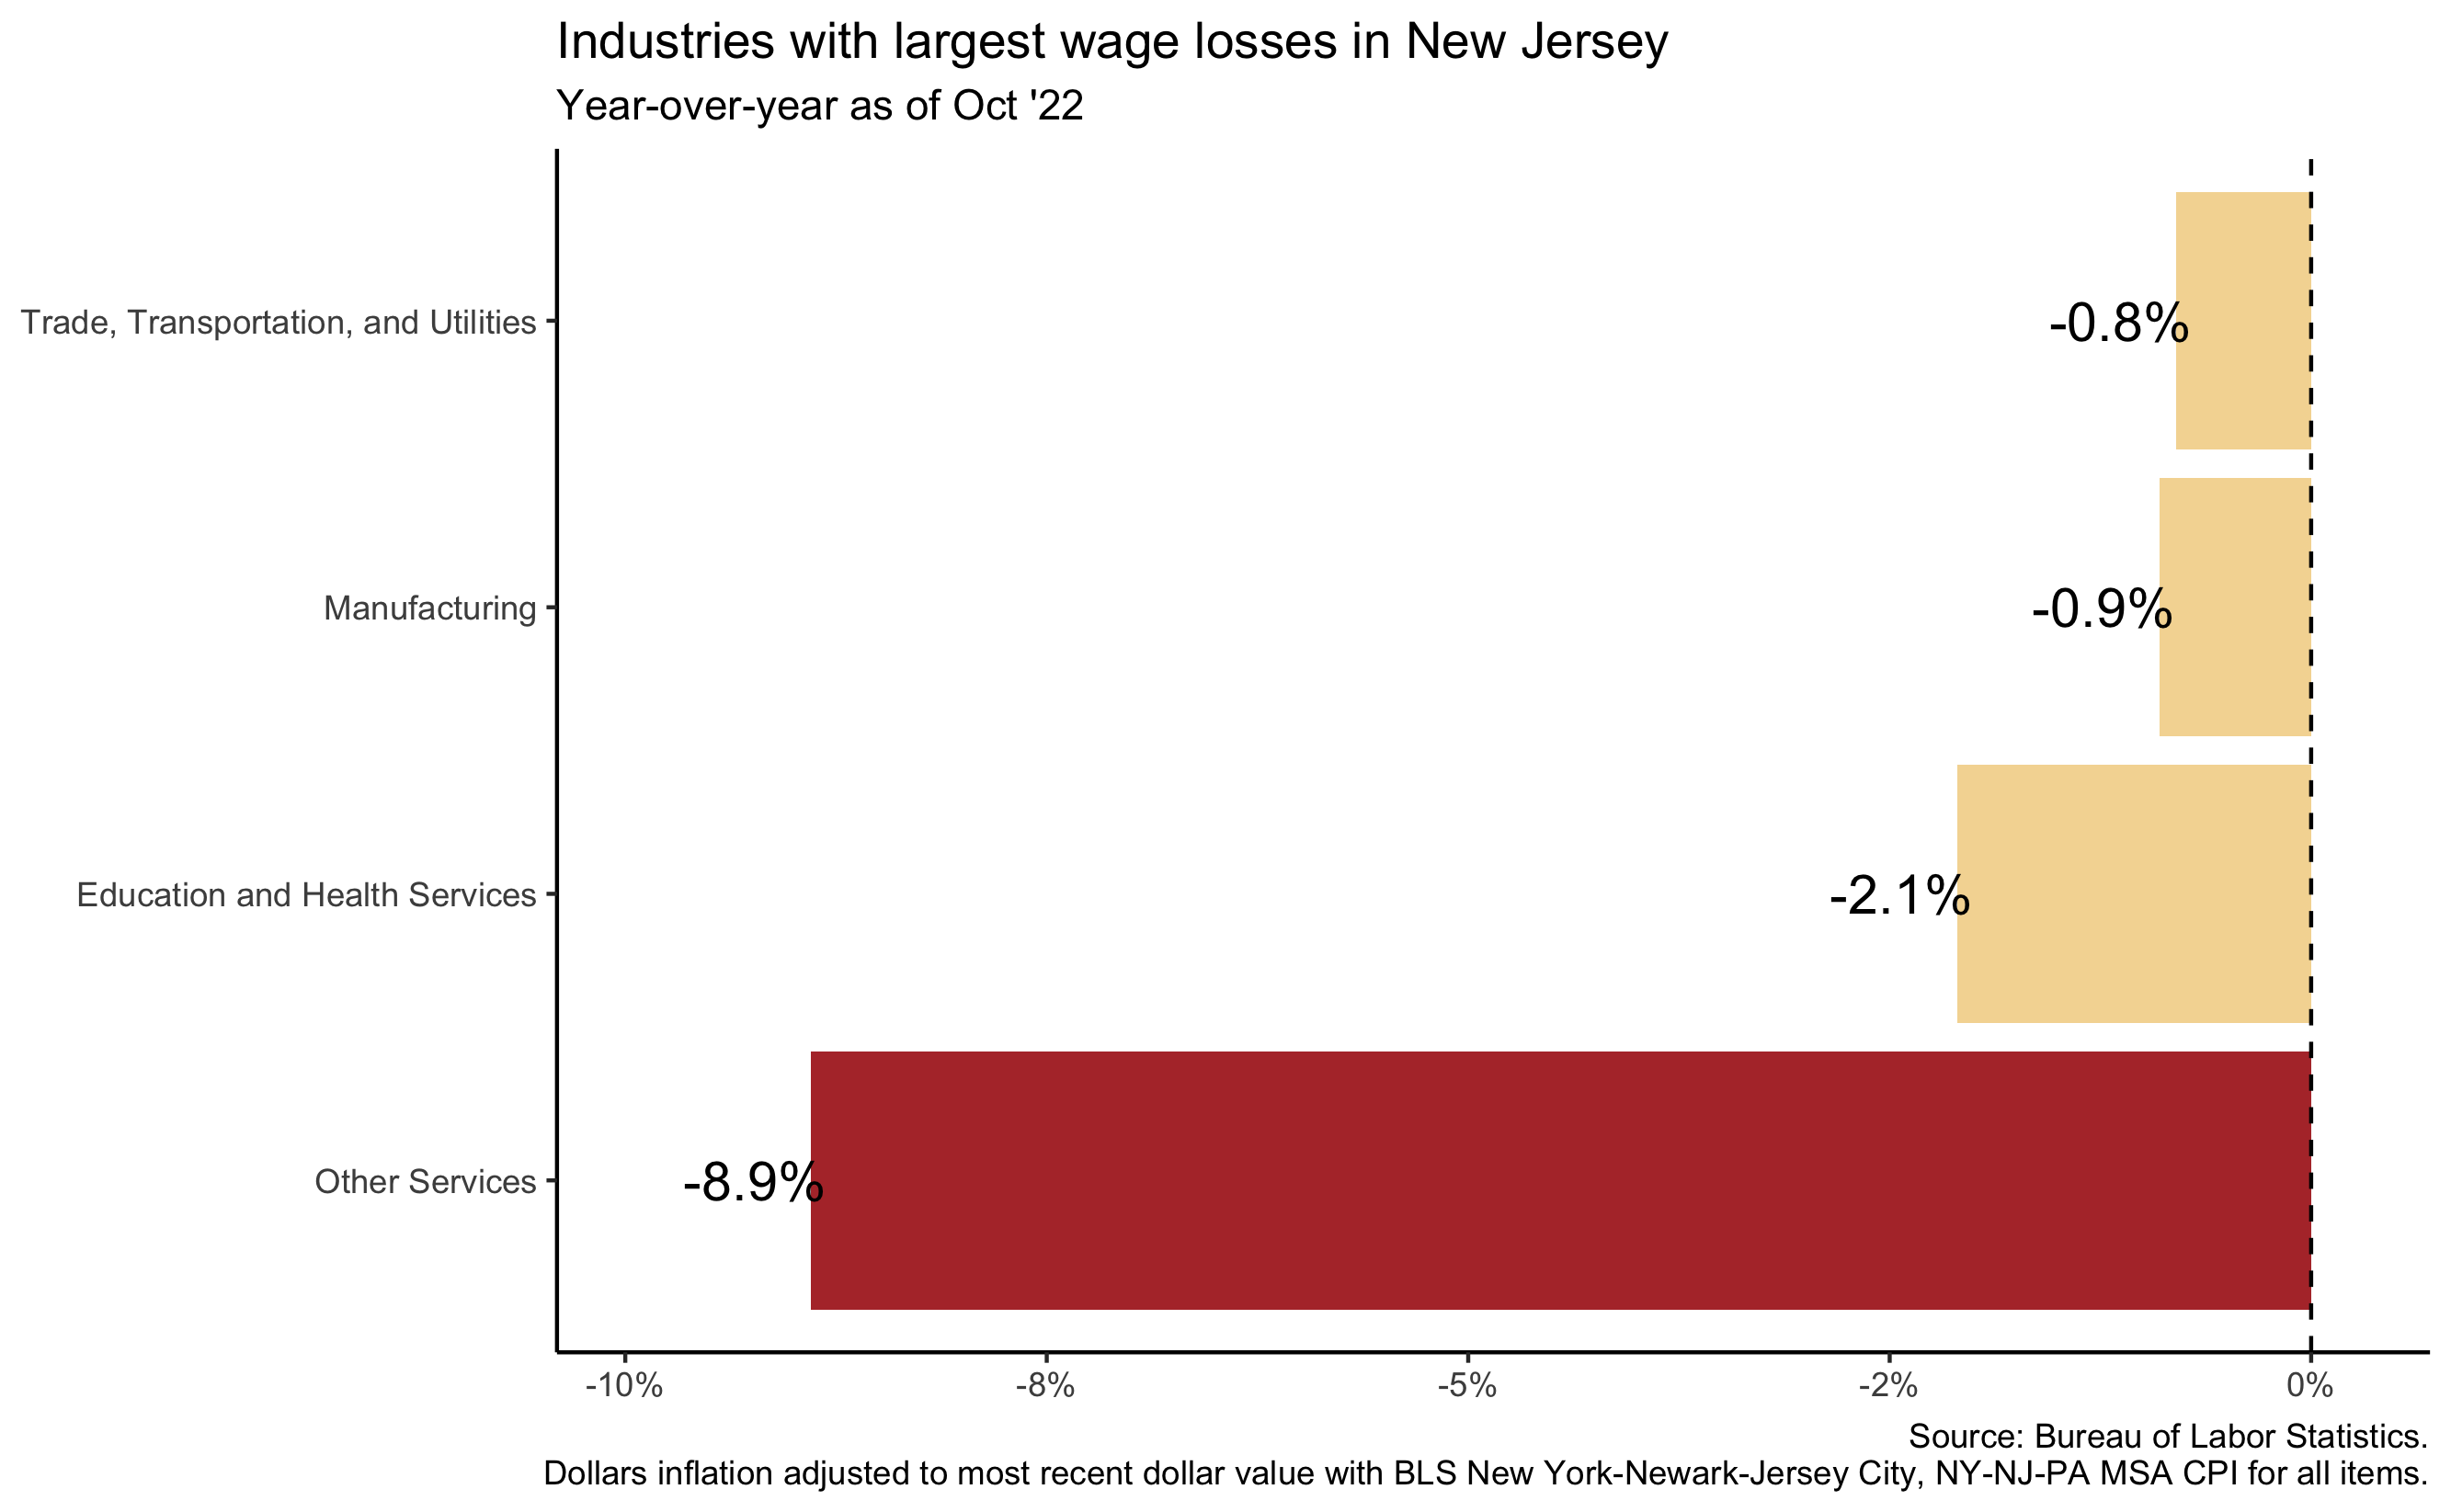 Industries with largest wage losses in New Jersey
Year-over-year as of Oct '22
Trade, Transportation, and Utilities
-0.8%
Manufacturing
-0.9%
Education and Health Services
-2.1%
Other Services
-8.9%
-10%
-8%
-5%
-2%
0%
Source: Bureau of Labor Statistics.
Dollars inflation adjusted to most recent dollar value with BLS New York-Newark-Jersey City, NY-NJ-PA MSA CPI for all items.